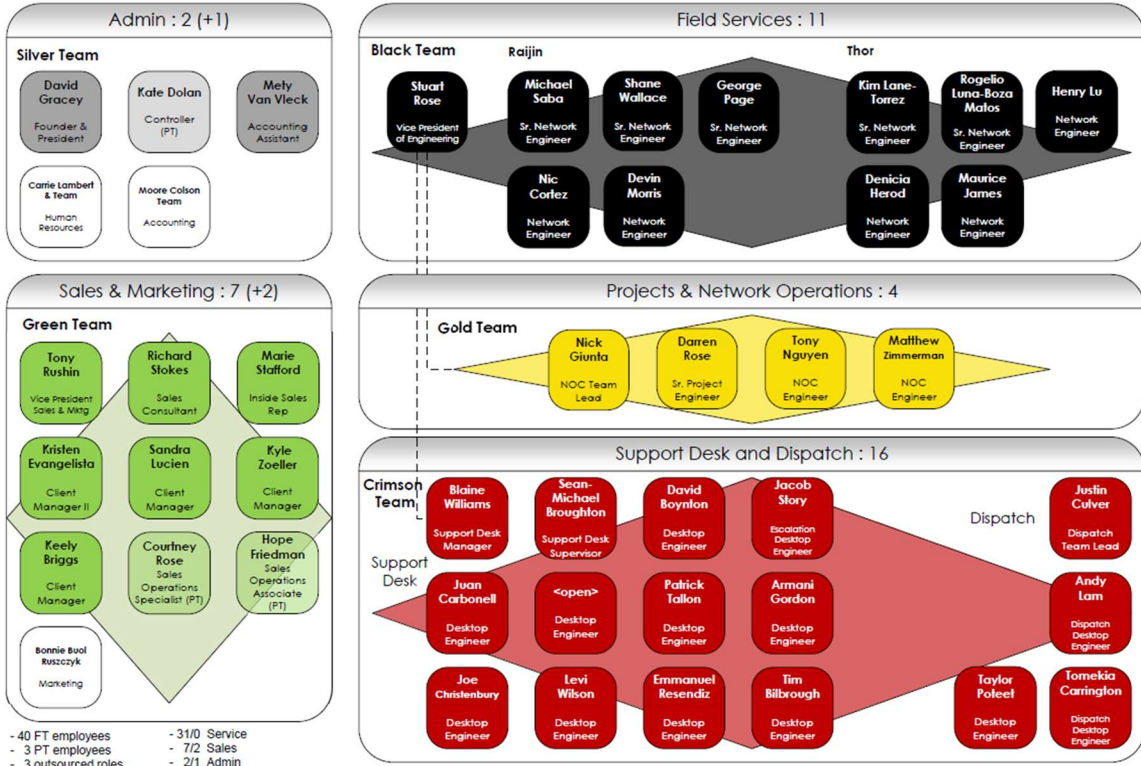 Admin : 2 (+1)
Silver Team
David
Gracey
Founder &
President
Kate Dolan
Controller
(PT)
Mety
Van Vleck
Accounting
Assistant
Carrie Lambert
& Team
Human
Resources
Moore Colson
Team
Accounting
Field Services : 11
Black Team
Raijin
Thor
Stuart
Rose
Vice President
of Engineering
Michael
Saba
Sr. Network
Engineer
Shane
Wallace
Sr. Network
Engineer
George
Page
Sr. Network
Engineer
Kim Lane-
Torrez
Sr. Network
Engineer
Rogelio
Luna-Boza
Matos
Sr. Network
Engineer
Henry Lu
Network
Engineer
Nic
Cortez
Network
Engineer
Devin
Morris
Network
Engineer
Denicia
Herod
Network
Engineer
Maurice
James
Network
Engineer
Sales & Marketing : 7 (+2)
Green Team
Tony
Rushin
Vice President
Sales & Mktg
Richard
Stokes
Sales
Consultant
Marie
Stafford
Inside Sales
Rep
Kristen
Evangelista
Client
Manager II
Sandra
Lucien
Client
Manager
Kyle
Zoeller
Client
Manager
Keely
Briggs
Client
Manager
Courtney
Rose
Sales
Operations
Specialist (PT)
Hope
Friedman
Sales
Operations
Associate
(PT)
Bonnie Buol
Ruszczyk
Marketing
Projects & Network Operations : 4
Gold Team
Nick
Giunta
NOC Team
Lead
Darren
Rose
Sr. Project
Engineer
Tony
Nguyen
NOC
Engineer
Matthew
Zimmerman
NOC
Engineer
Support Desk and Dispatch : 16
Crimson
Team
Support
Desk
Dispatch
Blaine
Williams
Support Desk
Manager
Sean-
Michael
Broughton
Support Desk
Supervisor
David
Boynton
Desktop
Engineer
Jacob
Story
Escalation
Desktop
Engineer
Justin
Culver
Dispatch
Team Lead
Juan
Carbonell
Desktop
Engineer
<open>
Desktop
Engineer
Patrick
Tallon
Desktop
Engineer
Armani
Gordon
Desktop
Engineer
Andy
Lam
Dispatch
Desktop
Engineer
Joe
Christenbury
Desktop
Engineer
Levi
Wilson
Desktop
Engineer
Emmanuel
Resendiz
Desktop
Engineer
Tim
Bilbrough
Desktop
Engineer
Taylor
Poteet
Desktop
Engineer
Tomekia
Carrington
Dispatch
Desktop
Engineer
- 40 FT employees
- 3 PT employees
- 3 outsourced roles
- 31/0 Service
- 7/2 Sales
- 2/1 Admin